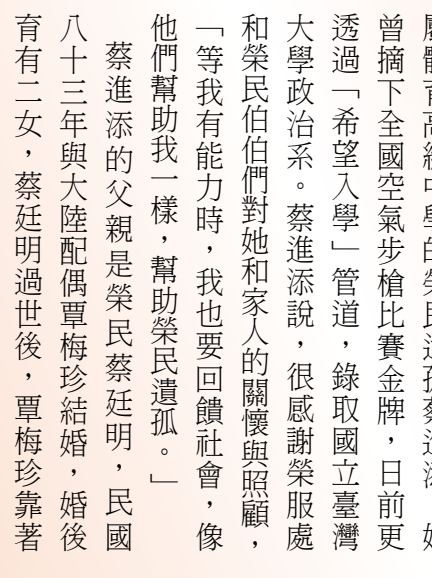 屬體育高級中學的榮民遺孤蔡進添，她
曾摘下全國空氣步槍比賽金牌，日前更
透過「希望入學」管道，錄取國立臺灣
大學政治系。蔡進添說，很感謝榮服處
和榮民伯伯們對她和家人的關懷與照顧，
「等我有能力時，我也要回饋社會，像
他們幫助我一樣，幫助榮民遺孤。」
蔡進添的父親是榮民蔡廷明，民國
八十三年與大陸配偶覃梅珍結婚，婚後
育有二女，蔡廷明過世後，覃梅珍靠著